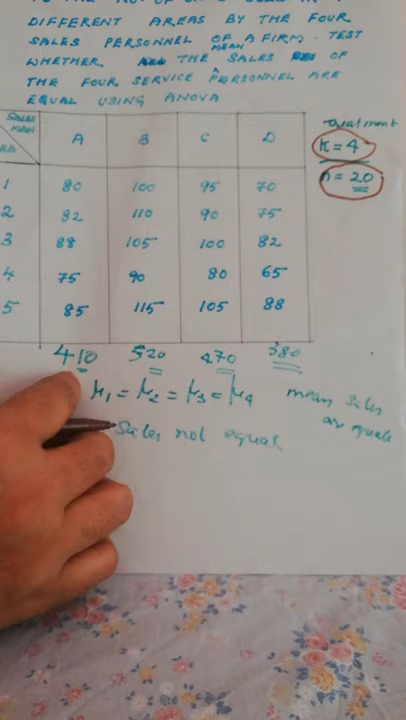 DIFFERENT AREAS BY THE FOUR
SALES PERSONNEL OF A FIRM. TEST
WHETHER THE MEAN SALES OF
THE FOUR SERVICE PERSONNEL ARE
EQUAL USING ANOVA
SALES MAN A B C D
1 80 100 95 70
2 82 110 90 75
3 88 105 100 82
4 75 90 80 65
5 85 115 105 88
410 520 470 380
Treatment
K = 4
n = 20
μ1 = μ2 = μ3 = μ4 mean sales
are equal
Sales not equal